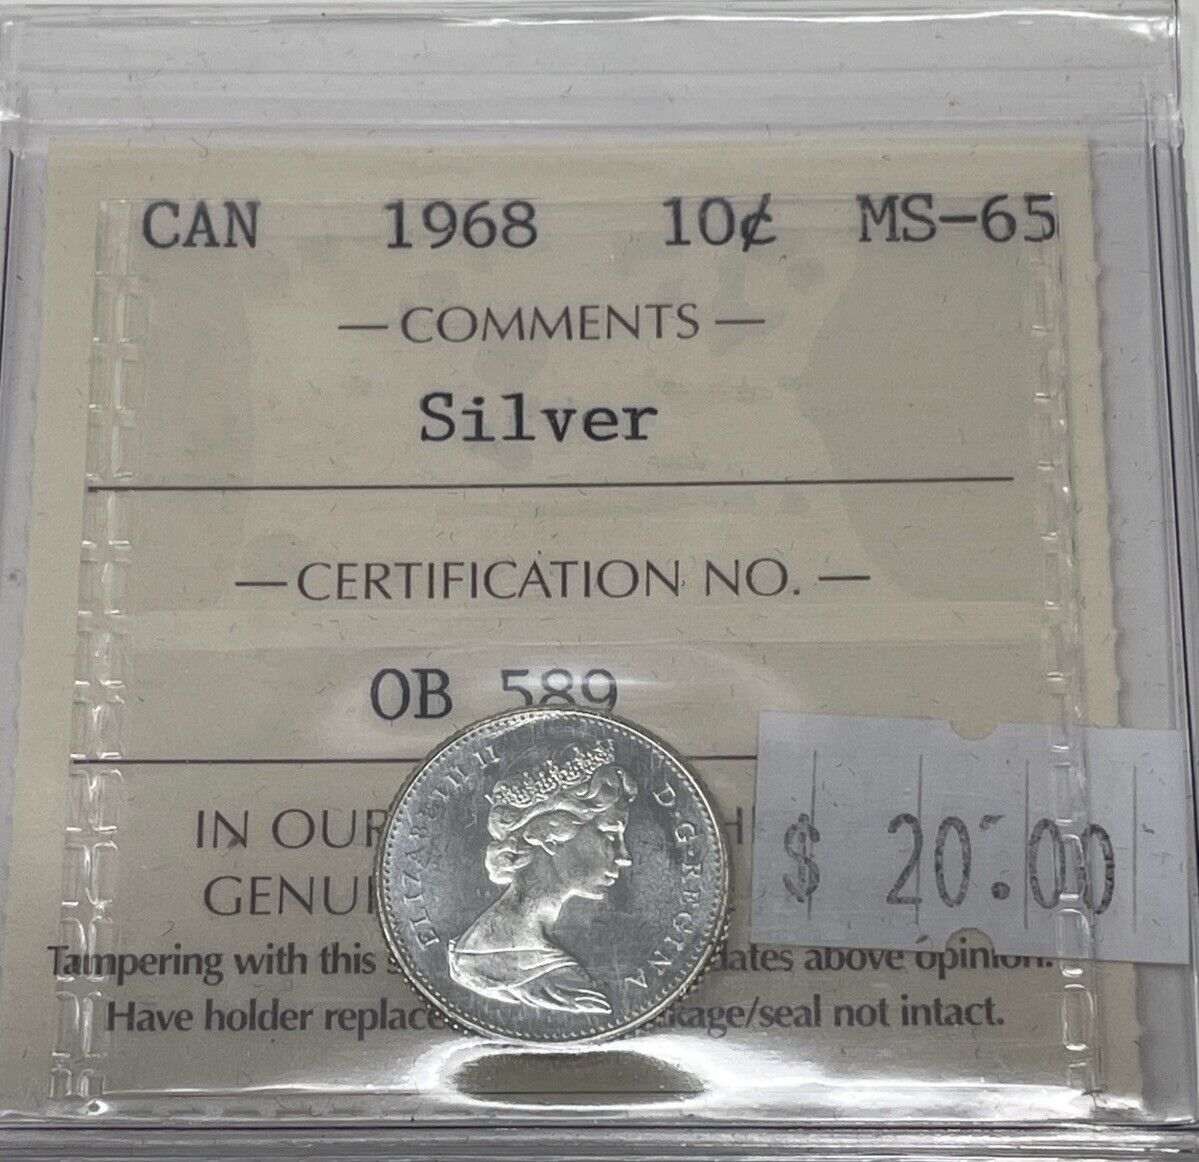 CAN 1968 10¢ MS-65
— COMMENTS —
Silver
— CERTIFICATION NO. —
OB 589
IN OUR
GENUI
Tampering with this
dates above opinion.
Have holder replace
kage/seal not intact.
ELIZABETH II D·G·REGINA
$ 20.00